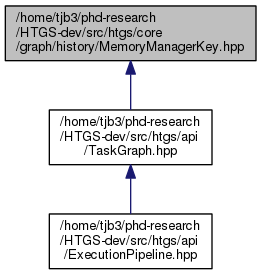 /home/tjb3/phd-research
/HTGS-dev/src/htgs/core
/graph/history/MemoryManagerKey.hpp
/home/tjb3/phd-research
/HTGS-dev/src/htgs/api
/TaskGraph.hpp
/home/tjb3/phd-research
/HTGS-dev/src/htgs/api
/ExecutionPipeline.hpp